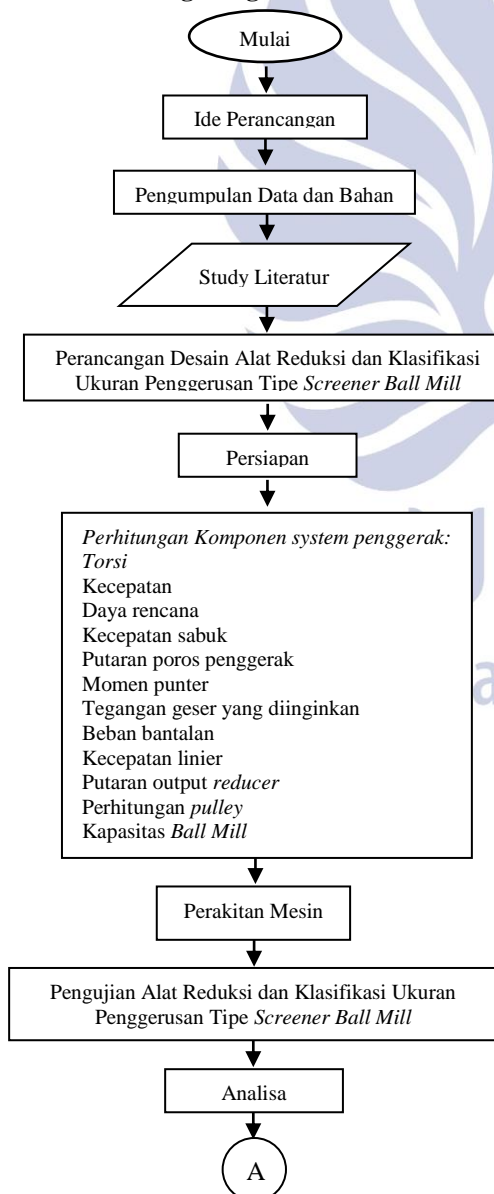 Mulai
Ide Perancangan
Pengumpulan Data dan Bahan
Study Literatur
Perancangan Desain Alat Reduksi dan Klasifikasi
Ukuran Penggerusan Tipe Screener Ball Mill
Persiapan
Perhitungan Komponen system penggerak:
Torsi
Kecepatan
Daya rencana
Kecepatan sabuk
Putaran poros penggerak
Momen punter
Tegangan geser yang diinginkan
Beban bantalan
Kecepatan linier
Putaran output reducer
Perhitungan pulley
Kapasitas Ball Mill
Perakitan Mesin
Pengujian Alat Reduksi dan Klasifikasi Ukuran
Penggerusan Tipe Screener Ball Mill
Analisa
A